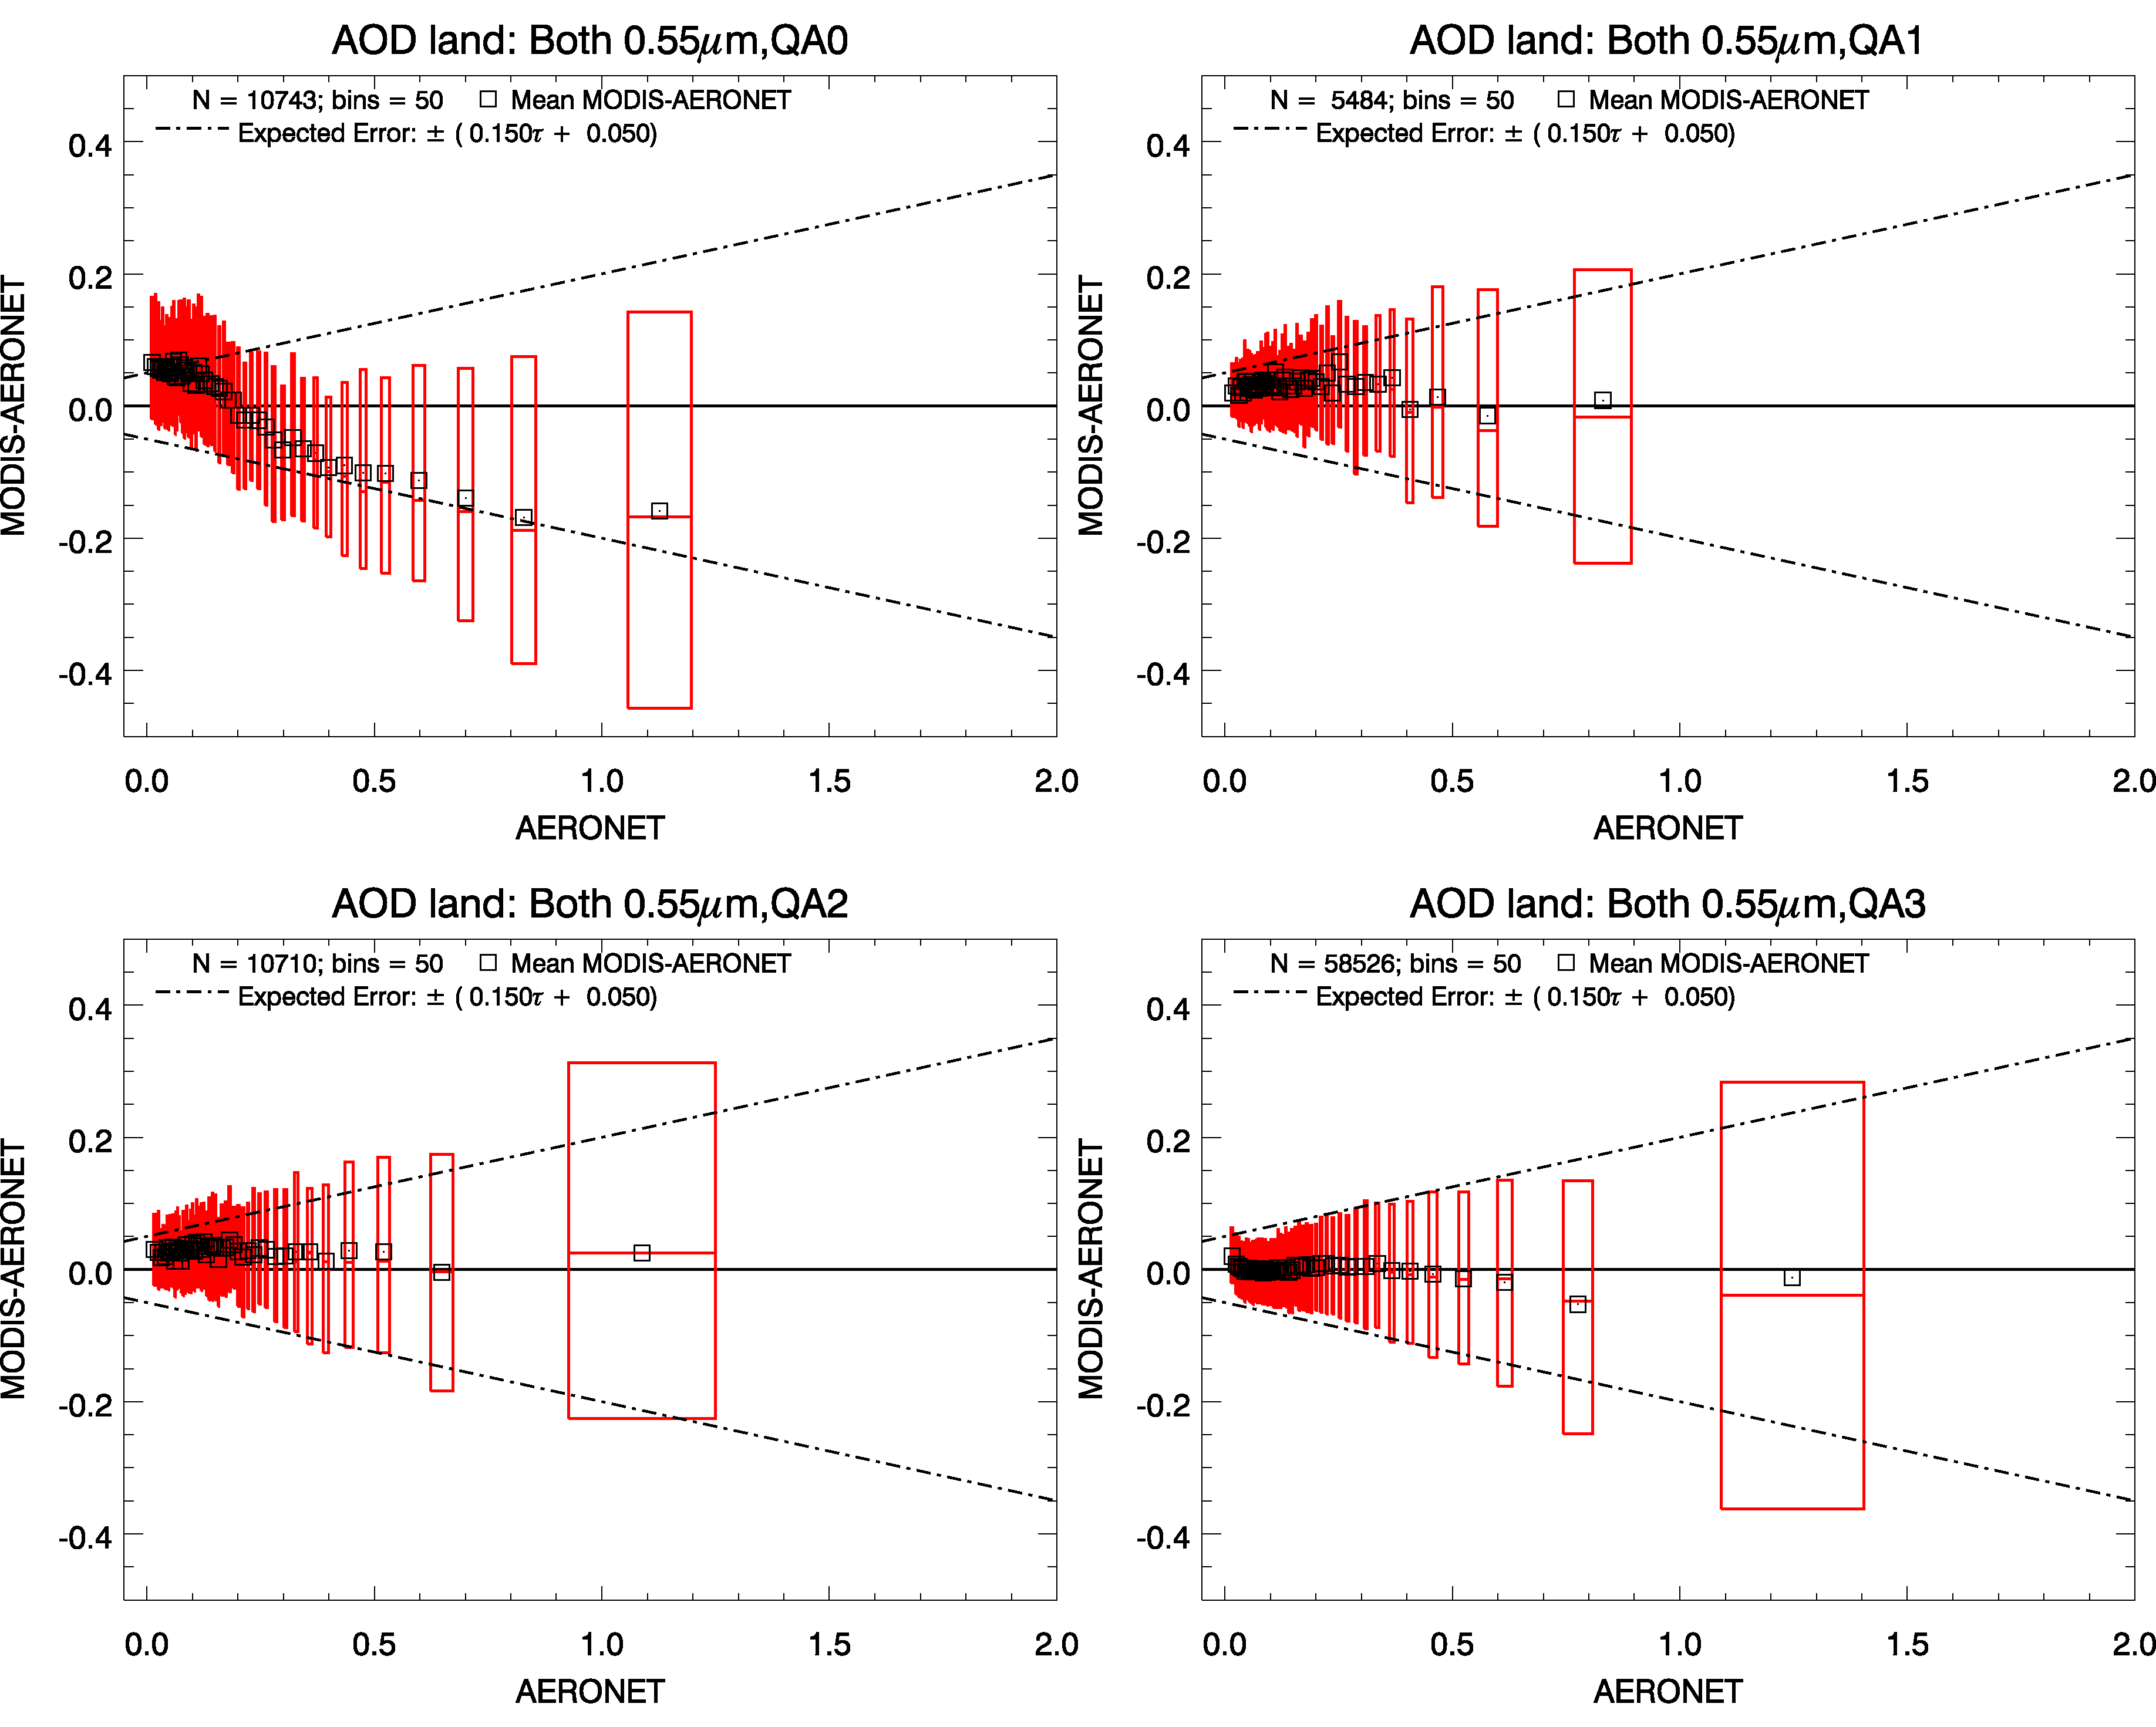 AOD land: Both 0.55μm,QA0
N = 10743; bins = 50 Mean MODIS-AERONET
Expected Error: ± ( 0.150τ + 0.050)
MODIS-AERONET
0.4
0.2
0.0
-0.2
-0.4
0.0 0.5 1.0 1.5 2.0
AERONET
AOD land: Both 0.55μm,QA1
N = 5484; bins = 50 Mean MODIS-AERONET
Expected Error: ± ( 0.150τ + 0.050)
MODIS-AERONET
0.4
0.2
0.0
-0.2
-0.4
0.0 0.5 1.0 1.5 2.0
AERONET
AOD land: Both 0.55μm,QA2
N = 10710; bins = 50 Mean MODIS-AERONET
Expected Error: ± ( 0.150τ + 0.050)
MODIS-AERONET
0.4
0.2
0.0
-0.2
-0.4
0.0 0.5 1.0 1.5 2.0
AERONET
AOD land: Both 0.55μm,QA3
N = 58526; bins = 50 Mean MODIS-AERONET
Expected Error: ± ( 0.150τ + 0.050)
MODIS-AERONET
0.4
0.2
0.0
-0.2
-0.4
0.0 0.5 1.0 1.5 2.0
AERONET